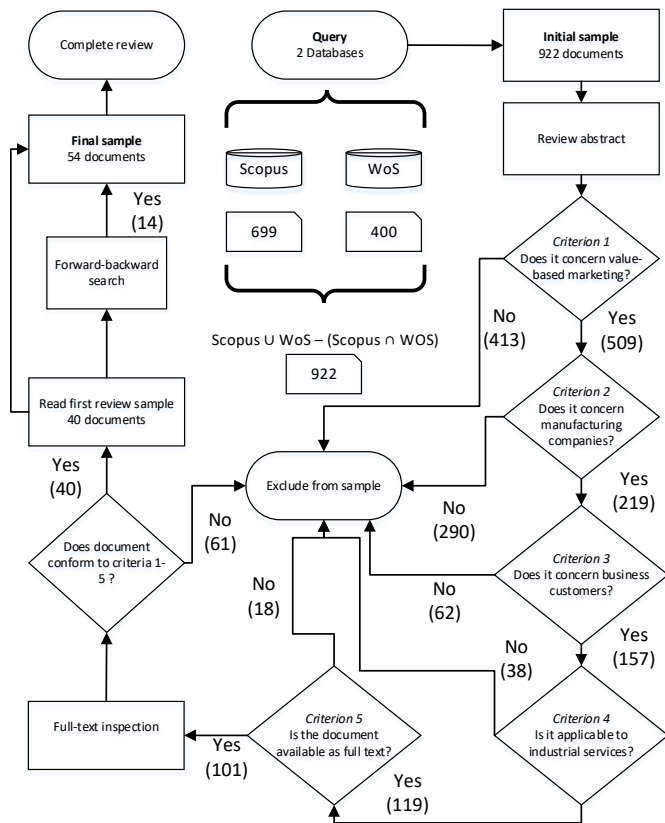 Complete review
Query
2 Databases
Initial sample
922 documents
Final sample
54 documents
Review abstract
Scopus
WoS
Yes
(14)
699
400
Criterion 1
Does it concern value-
based marketing?
Forward-backward
search
No
(413)
Yes
(509)
Scopus ∪ WoS – (Scopus ∩ WOS)
922
Criterion 2
Does it concern
manufacturing
companies?
Read first review sample
40 documents
Yes
(40)
Exclude from sample
No
(290)
Yes
(219)
No
(61)
Does document
conform to criteria 1-
5 ?
Criterion 3
Does it concern business
customers?
No
(18)
No
(62)
No
(38)
Yes
(157)
Full-text inspection
Yes
(101)
Criterion 5
Is the document
available as full text?
Criterion 4
Is it applicable to
industrial services?
Yes
(119)